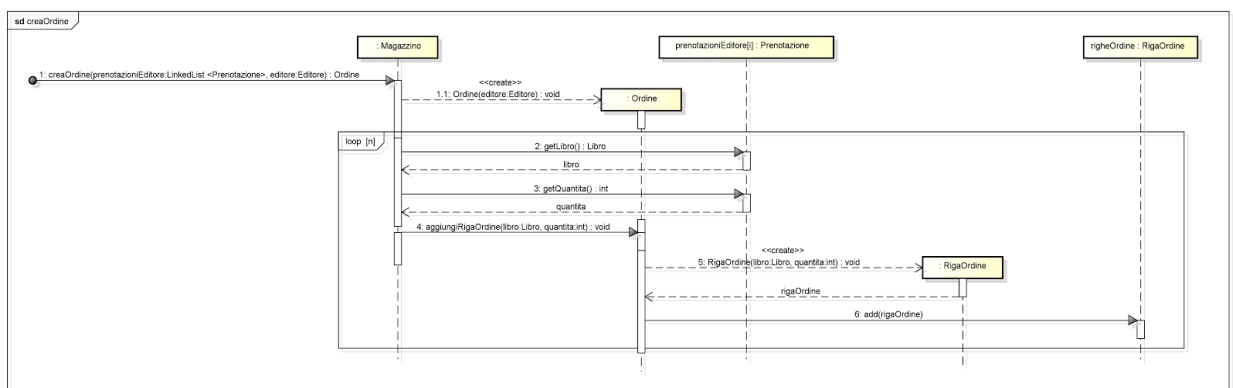 sd creaOrdine
: Magazzino
prenotazioniEditore[i] : Prenotazione
righeOrdine : RigaOrdine
1: creaOrdine(prenotazioniEditore:LinkedList <Prenotazione>, editore:Editore) : Ordine
<<create>>
1.1: Ordine(editore:Editore) : void
: Ordine
loop [n]
2: getLibro() : Libro
libro
3: getQuantita() : int
quantita
4: aggiungiRigaOrdine(libro:Libro, quantita:int) : void
<<create>>
5: RigaOrdine(libro:Libro, quantita:int) : void
: RigaOrdine
rigaOrdine
6: add(rigaOrdine)